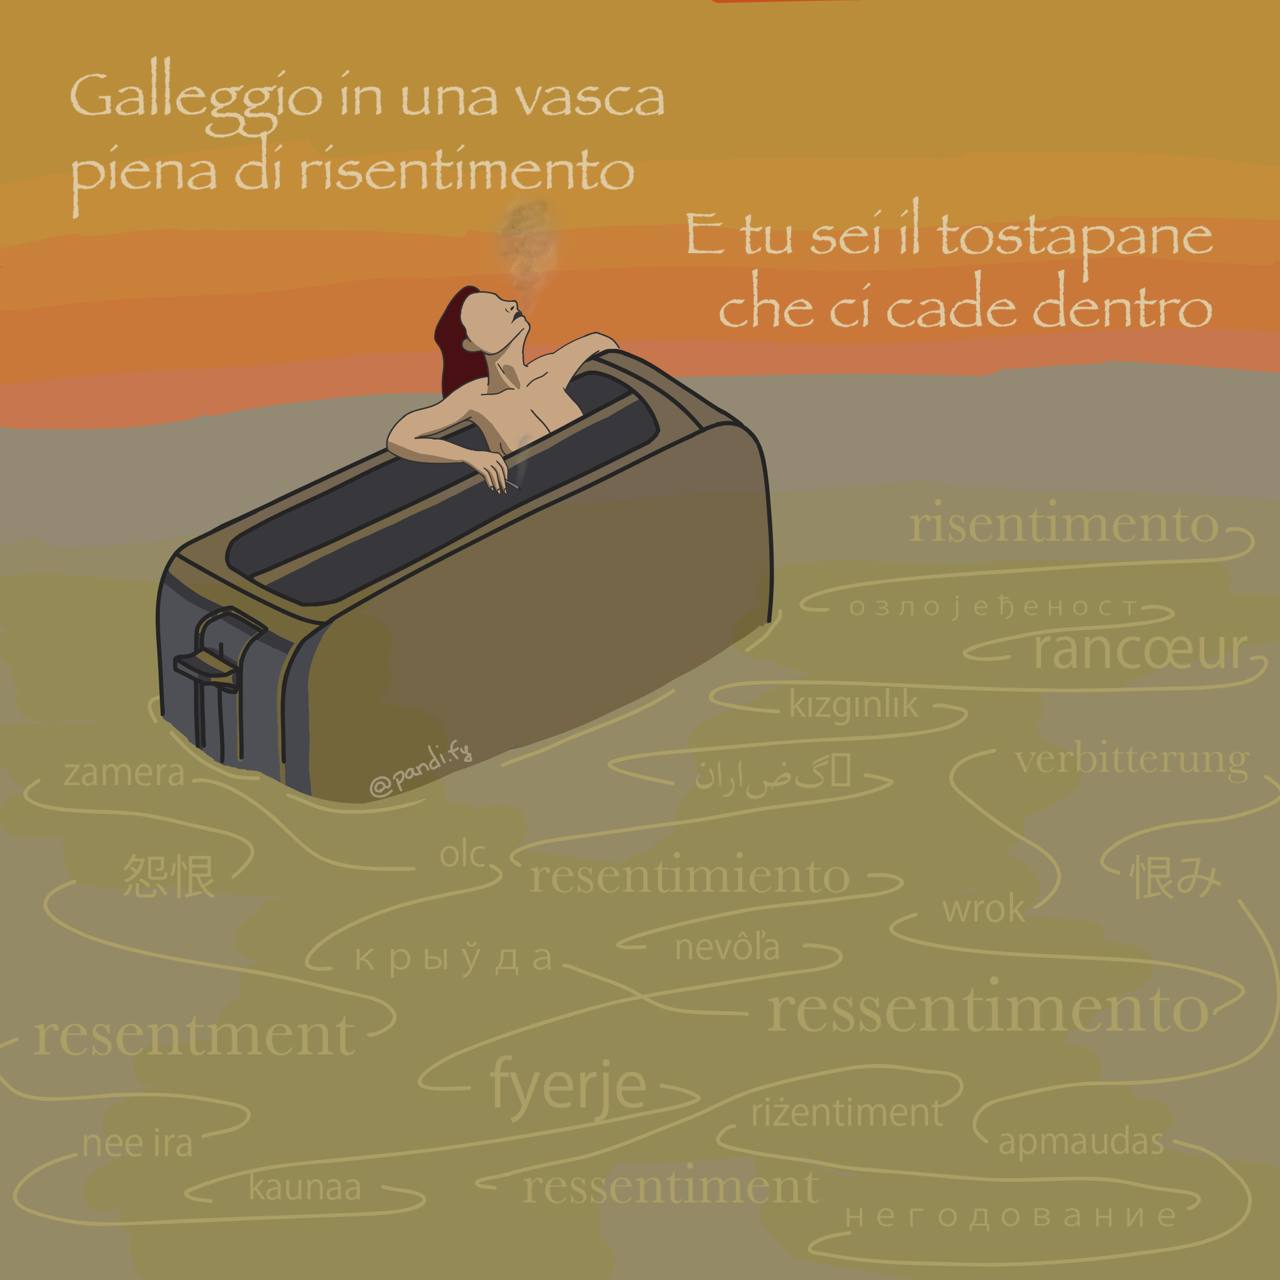 Galleggio in una vasca
piena di risentimento
E tu sei il tostapane
che ci cade dentro
risentimento
озлојеђеност
rancœur
kızgınlık
verbitterung
zamera
@pandi.fy
olc
resentimiento
怨恨
恨み
wrok
крыўда
nevôľa
ressentimento
resentment
fyerje
riżentiment
nee ira
apmaudas
kaunaa
ressentiment
негодование